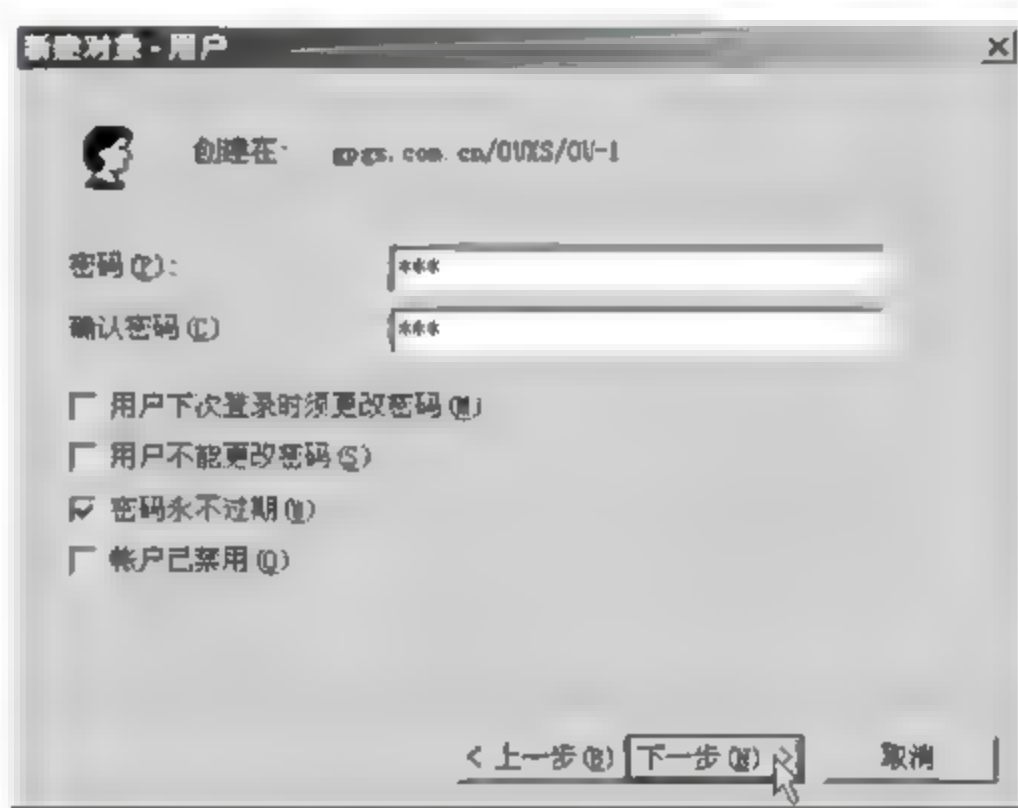 新建对象 - 用户
创建在: gpgs.com.cn/OVXS/OV-1
密码(P):
***
确认密码(C)
***
用户下次登录时须更改密码(M)
用户不能更改密码(S)
密码永不过期(W)
帐户已禁用(O)
< 上一步(B) 下一步(N) > 取消